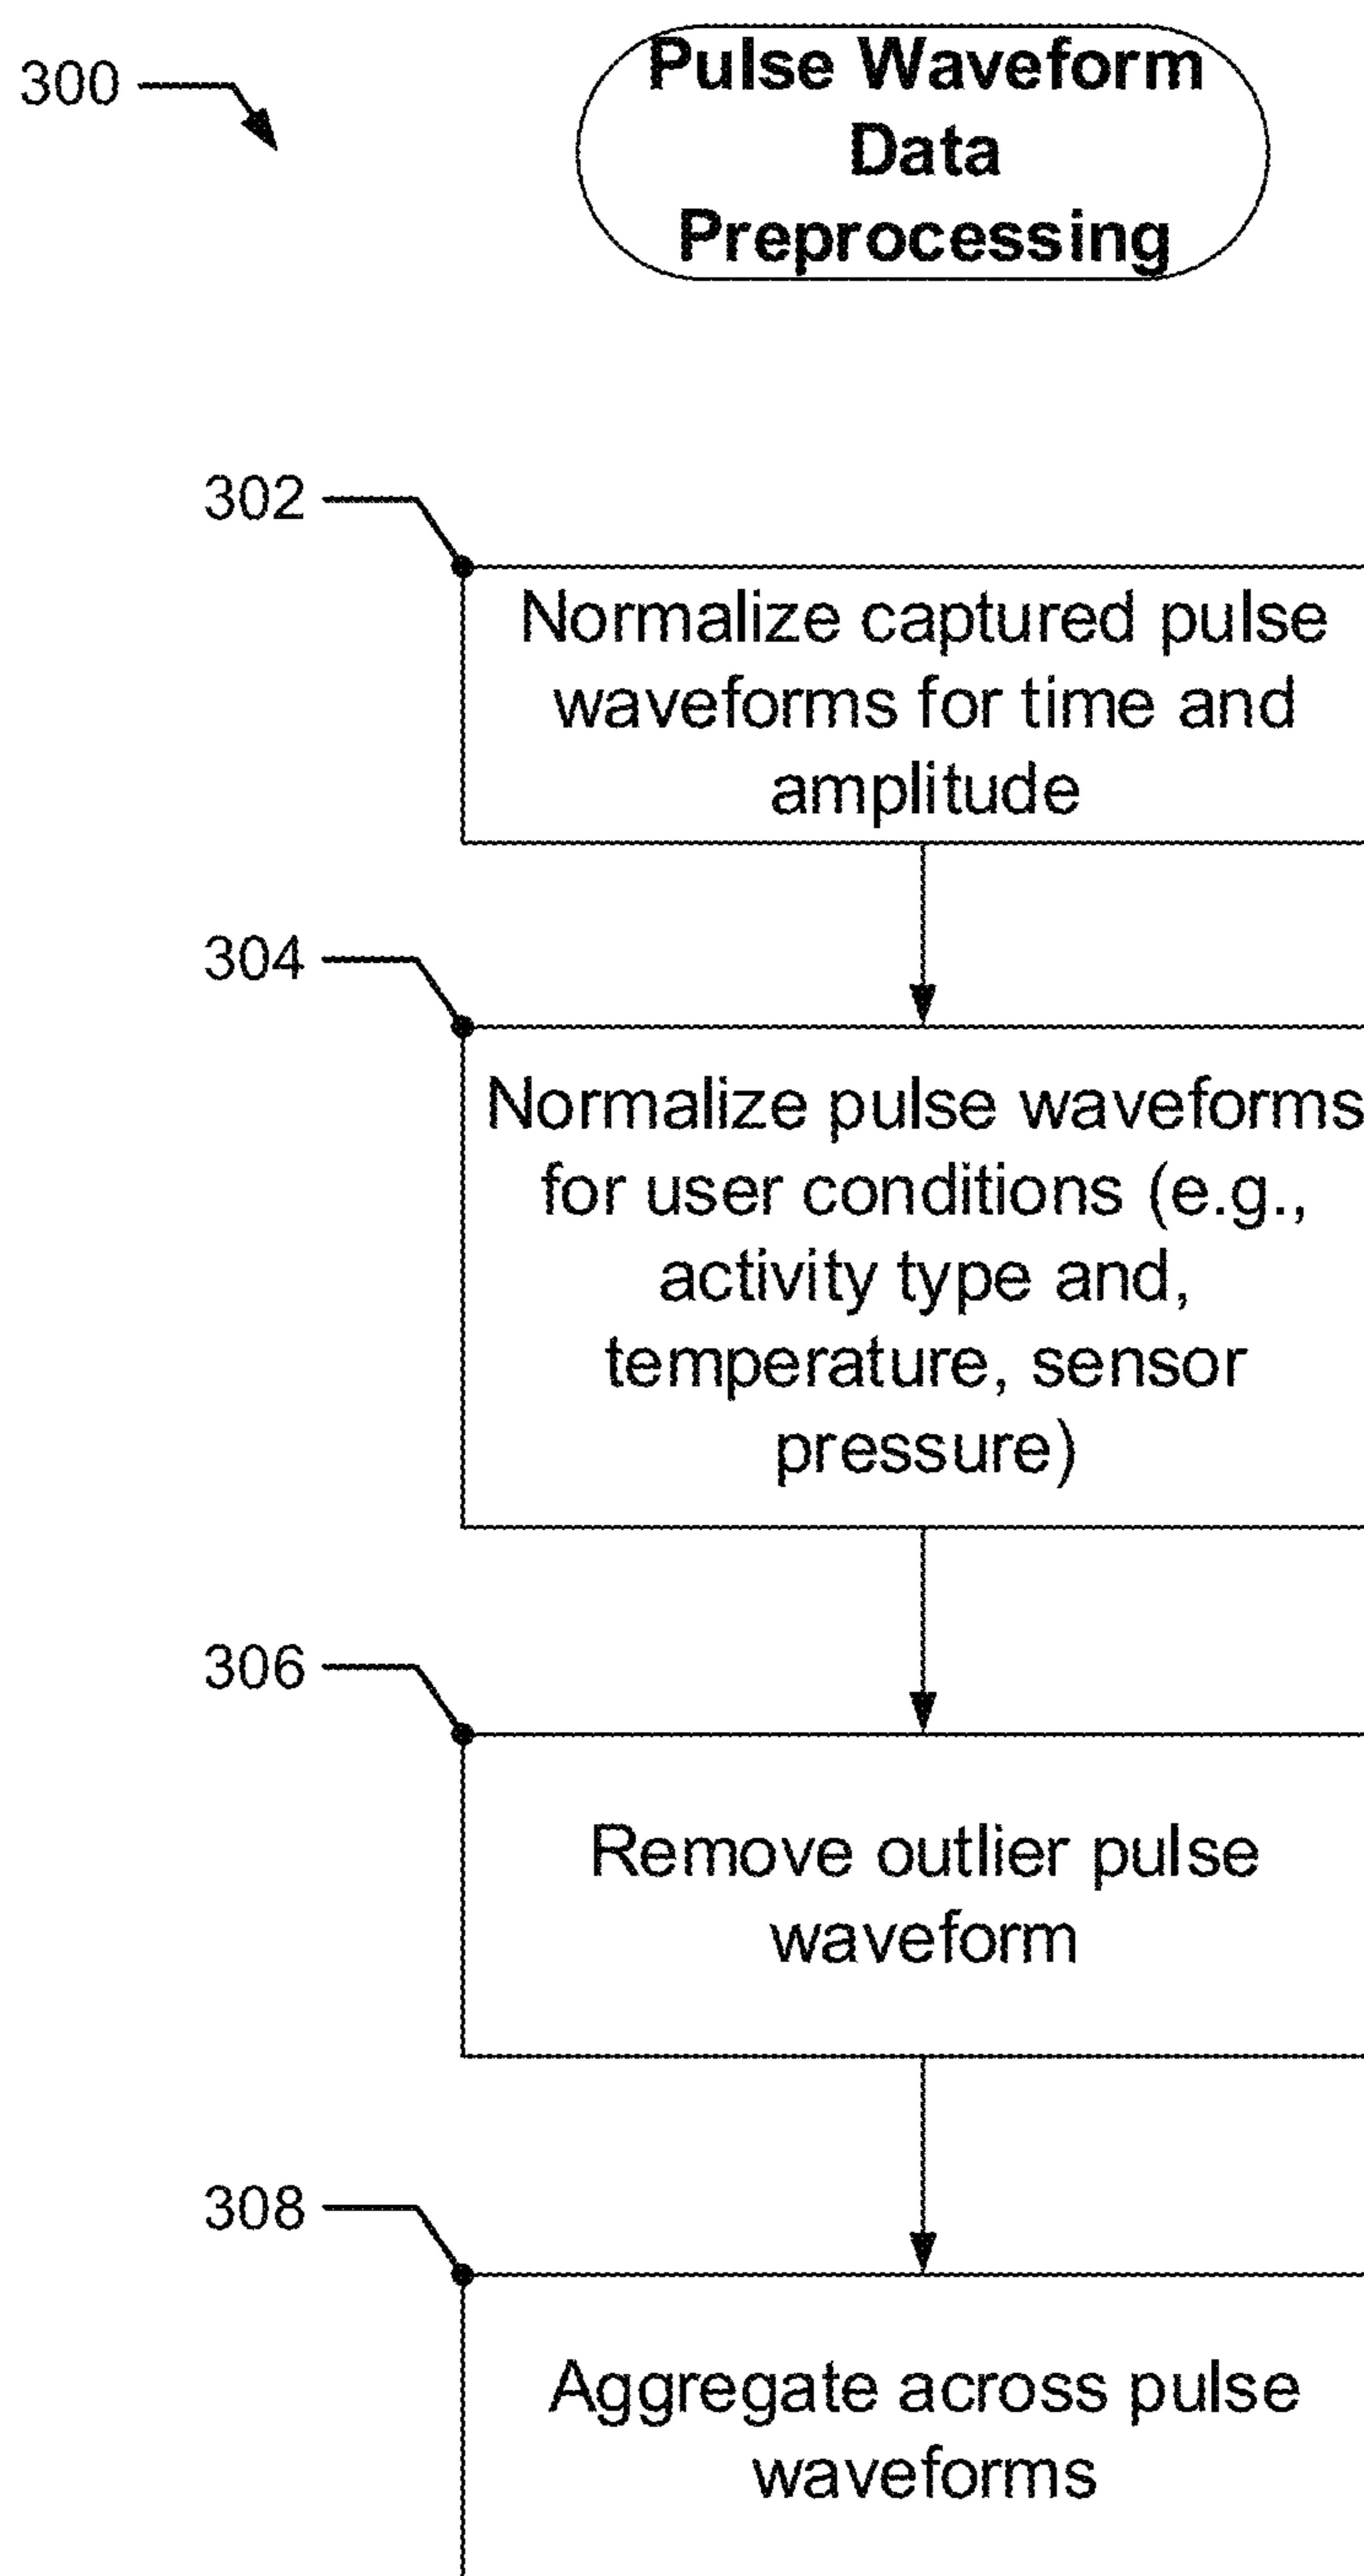 300
Pulse Waveform
Data
Preprocessing
302
Normalize captured pulse
waveforms for time and
amplitude
304
Normalize pulse waveforms
for user conditions (e.g.,
activity type and,
temperature, sensor
pressure)
306
Remove outlier pulse
waveform
308
Aggregate across pulse
waveforms